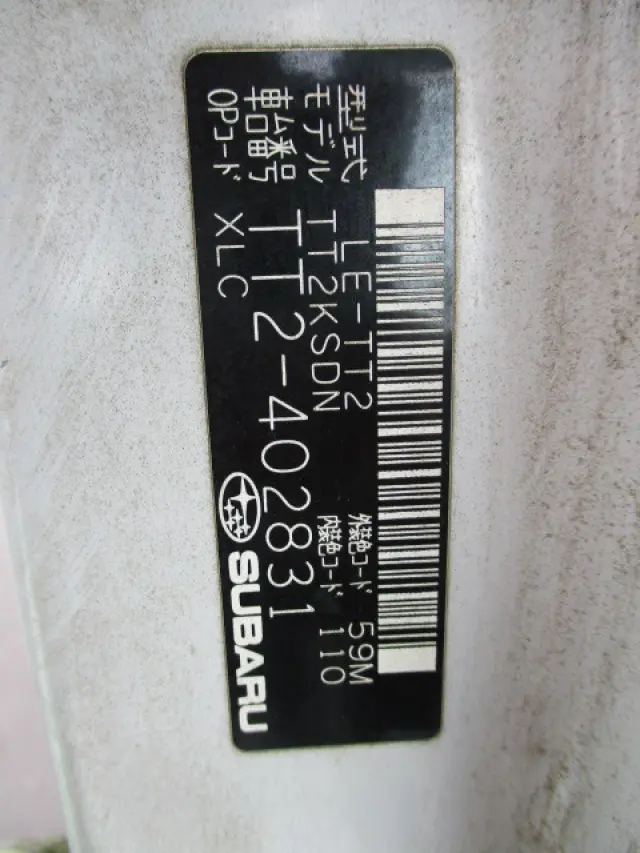 型式 LE-TT2 外装色コード 59M
モデル TT2KSDN 内装色コード 110
車台番号 TT2-402831
OPコード XLC SUBARU